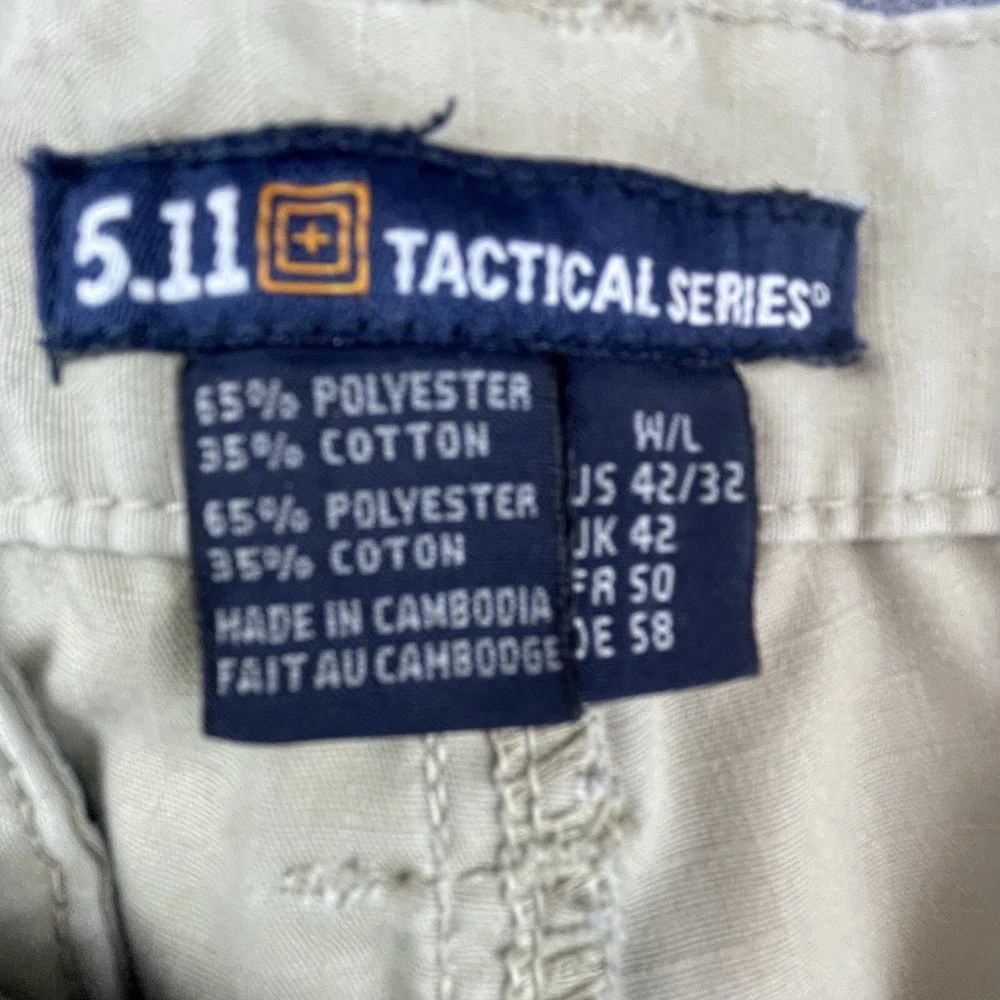 5.11 TACTICAL SERIES®
65% POLYESTER
35% COTTON
65% POLYESTER
35% COTON
MADE IN CAMBODIA
FAIT AU CAMBODGE
W/L
US 42/32
UK 42
FR 50
DE 58